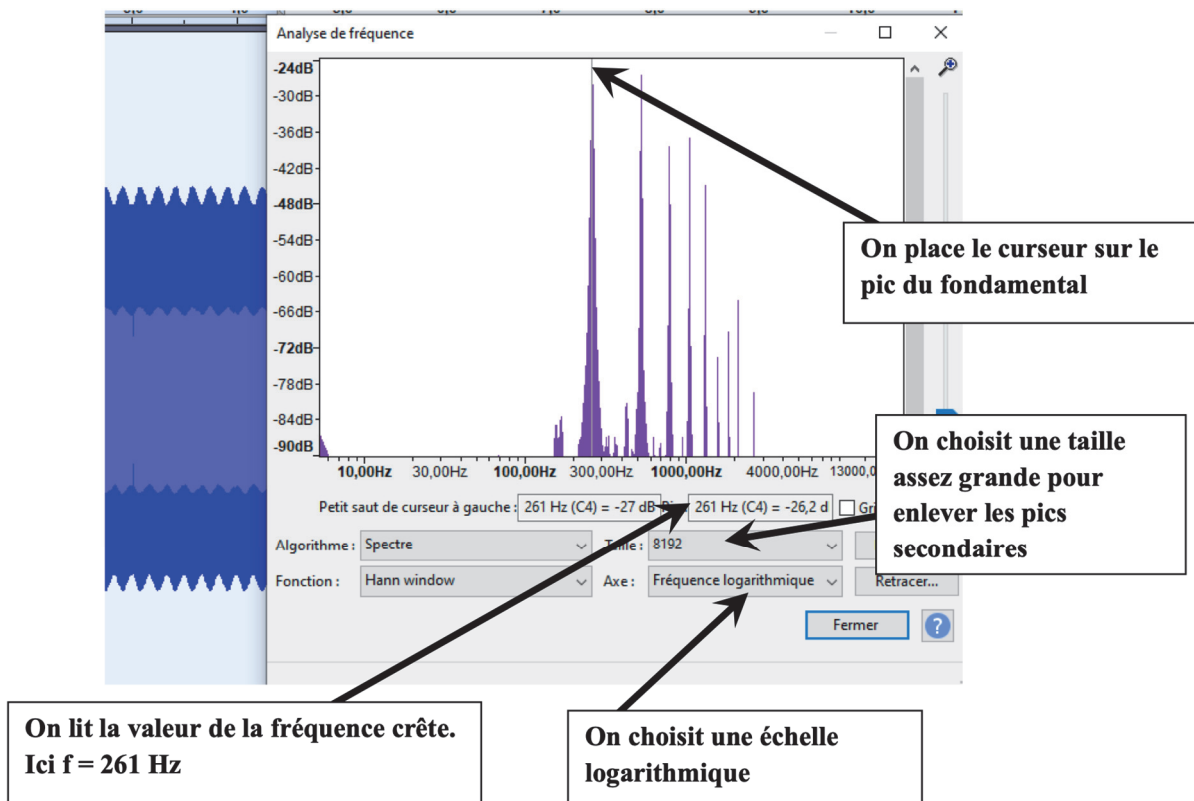 Analyse de fréquence
-24dB
-30dB
-36dB
-42dB
-48dB
-54dB
-60dB
-66dB
-72dB
-78dB
-84dB
-90dB
10,00Hz 30,00Hz 100,00Hz 300,00Hz 1000,00Hz 4000,00Hz 13000,0
On place le curseur sur le
pic du fondamental
On choisit une taille
assez grande pour
enlever les pics
secondaires
Petit saut de curseur à gauche : 261 Hz (C4) = -27 dB 261 Hz (C4) = -26,2 d
Algorithme : Spectre Taille : 8192
Fonction : Hann window Axe : Fréquence logarithmique Retracer...
Fermer
?
On lit la valeur de la fréquence crête.
Ici f = 261 Hz
On choisit une échelle
logarithmique